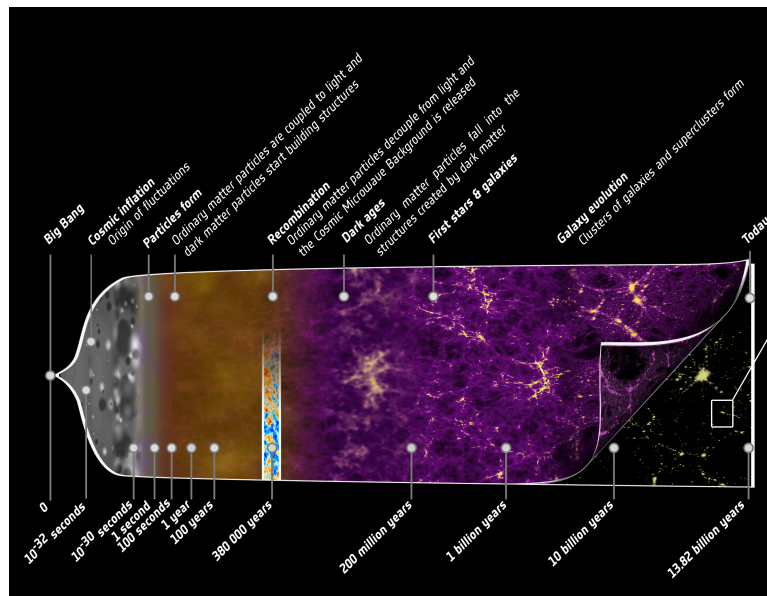 Big Bang
Cosmic inflation
Origin of fluctuations
Particles form
Ordinary matter particles are coupled to light and
dark matter particles start building structures
Recombination
Ordinary matter particles decouple from light and
the Cosmic Microwave Background is released
Dark ages
Ordinary matter particles fall into the
structures created by dark matter
First stars & galaxies
Galaxy evolution
Clusters of galaxies and superclusters form
Today
0
10-32 seconds
10-30 seconds
1 second
100 seconds
1 year
100 years
380 000 years
200 million years
1 billion years
10 billion years
13.82 billion years